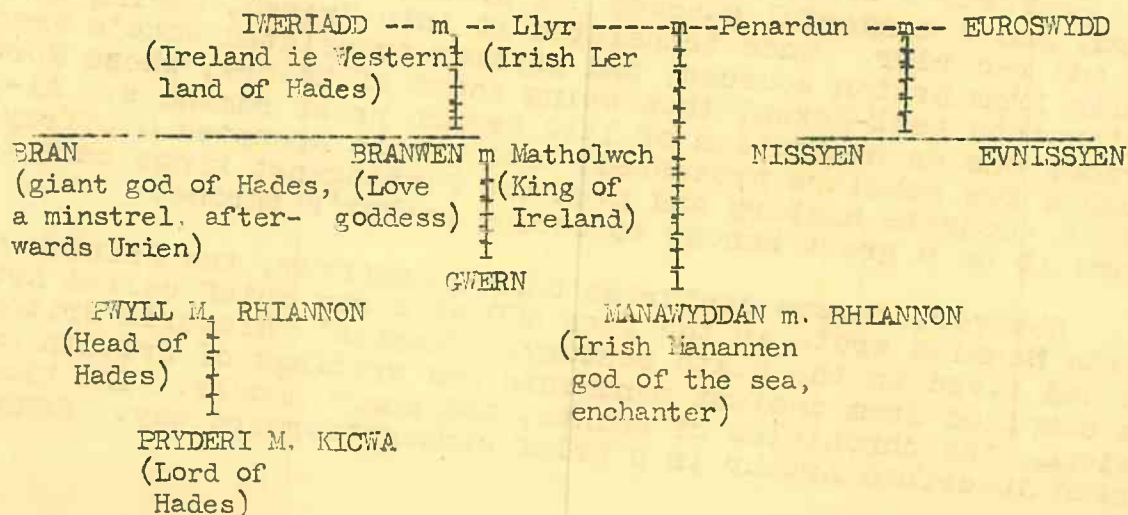 IWERIADD -- m -- Llyr -----m--Penardun --m-- EUROSWYDD
(Ireland ie Western (Irish Ler
land of Hades)
BRAN BRANWEN m Matholwch NISSYEN EVNISSYEN
(giant god of Hades, (Love (King of
a minstrel, after- goddess) Ireland)
wards Urien)
GWERN
PWYLL M. RHIANNON MANAWYDDAN m. RHIANNON
(Head of (Irish Manannen
Hades) god of the sea,
enchanter)
PRYDERI M. KICWA
(Lord of
Hades)